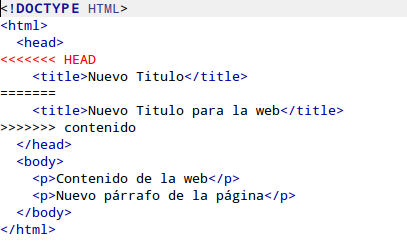 <!DOCTYPE HTML>
<html>
  <head>
<<<<<<< HEAD
    <title>Nuevo Titulo</title>
=======
    <title>Nuevo Titulo para la web</title>
>>>>>>> contenido
  </head>
  <body>
    <p>Contenido de la web</p>
    <p>Nuevo párrafo de la página</p>
  </body>
</html>